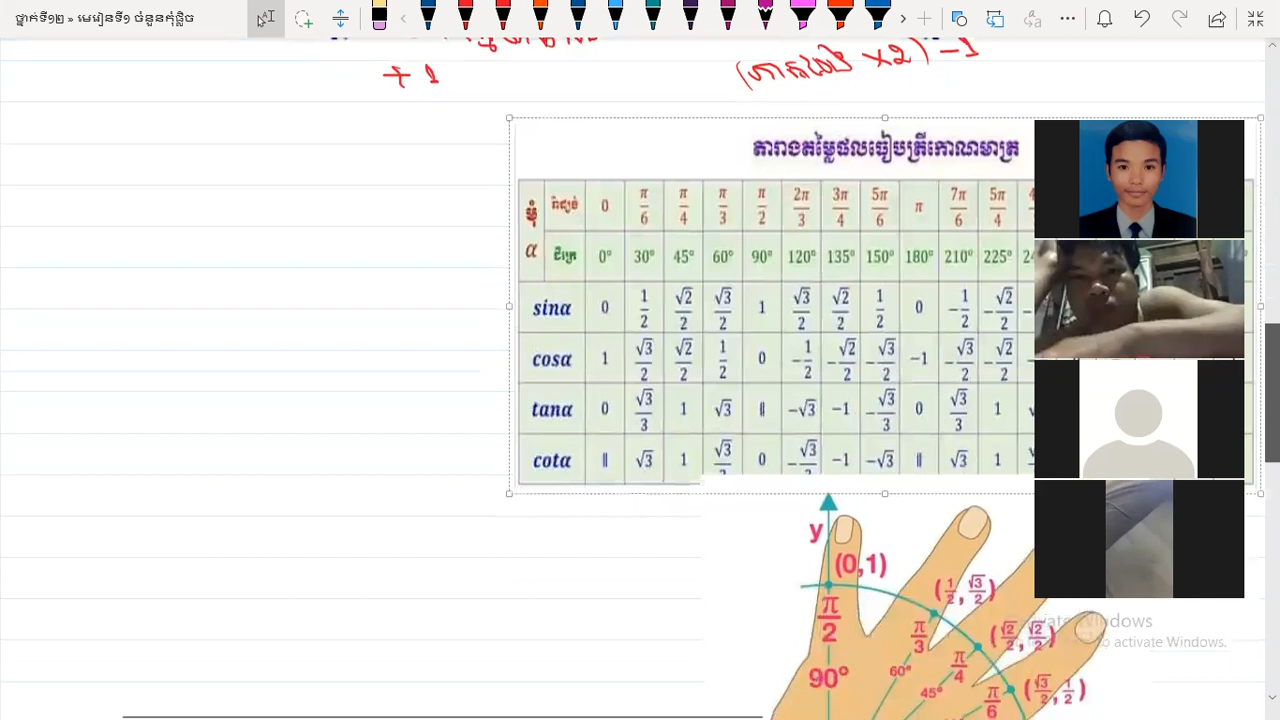 ថ្នាក់ទី១២ » មេរៀនទី១ ចំនួនកុំផ្លិច
+ 1
x2) - 1
តារាងតម្លៃផលធៀបត្រីកោណមាត្រ
មុំ α រ៉ាដ្យង់ 0 π/6 π/4 π/3 π/2 2π/3 3π/4 5π/6 π 7π/6 5π/4
ដឺក្រេ 0° 30° 45° 60° 90° 120° 135° 150° 180° 210° 225°
sinα 0 1/2 √2/2 √3/2 1 √3/2 √2/2 1/2 0 -1/2 -√2/2
cosα 1 √3/2 √2/2 1/2 0 -1/2 -√2/2 -√3/2 -1 -√3/2 -√2/2
tanα 0 √3/3 1 √3 || -√3 -1 -√3/3 0 √3/3 1
cotα || √3 1 √3/3 0 -√3/3 -1 -√3 || √3 1
y
(0,1)
(1/2, √3/2)
π/2
π/3
(√2/2, √2/2)
π/4
90°
60°
45°
π/6
(√3/2, 1/2)
Activate Windows
to activate Windows.